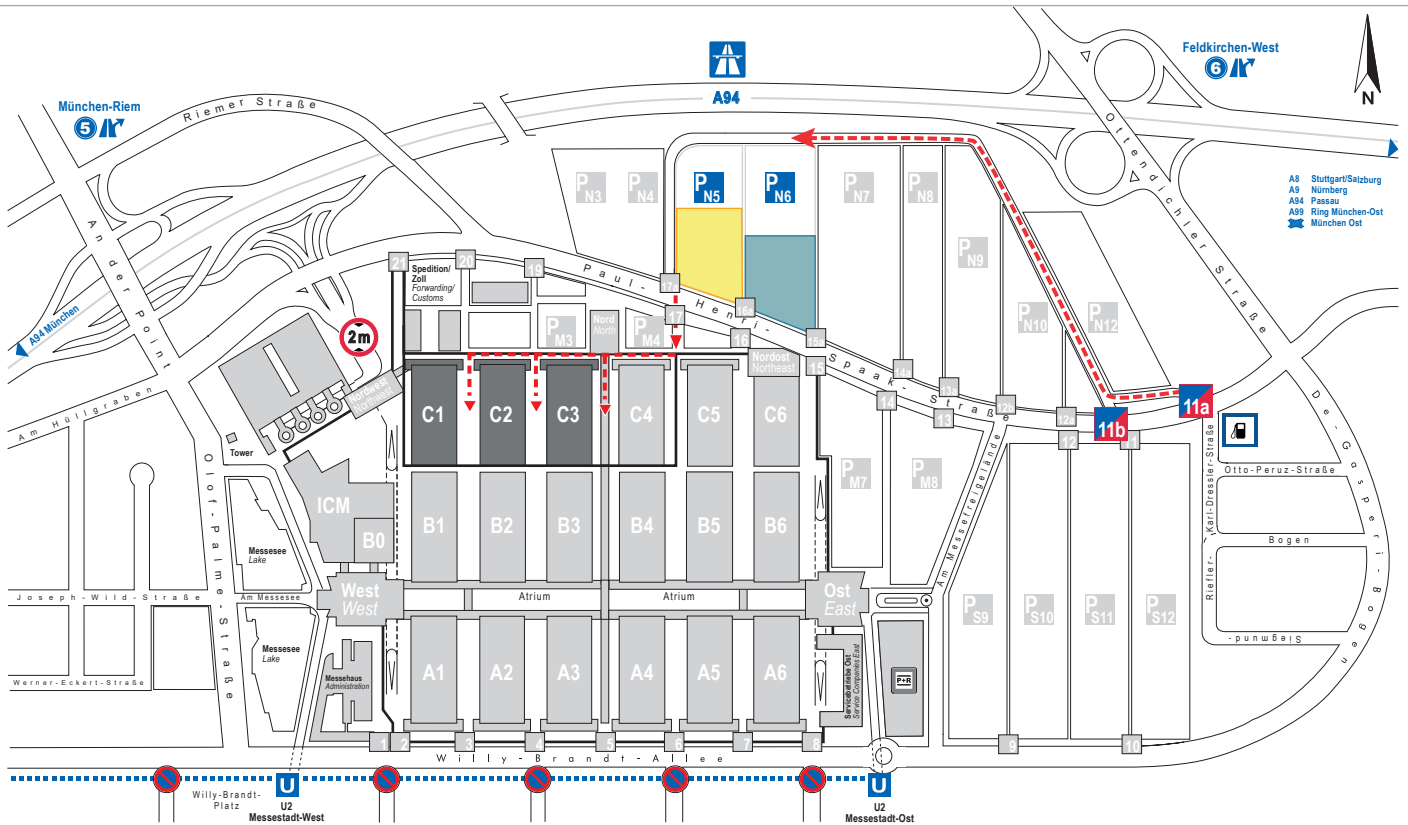 Feldkirchen-West
6
N
A94
München-Riem
5
Riemer Straße
Ottendichler Straße
A8 Stuttgart/Salzburg
A9 Nürnberg
A94 Passau
A99 Ring München-Ost
München Ost
P N3
P N4
P N5
P N6
P N7
P N8
P N9
P N10
P N12
An der Point
A94 München
21
Spedition/
Zoll
Forwarding/
Customs
20
19
Paul-Henri-Spaak-Straße
17a
17
16a
16
15a
15
14a
14
13a
13
12b
12a
12
11b
11a
11
2m
P M3
Nord
North
P M4
Nordost
Northeast
Nordwest
Northwest
C1
C2
C3
C4
C5
C6
Am Hüllgraben
Tower
Olof-Palme-Straße
P M7
P M8
Am Messefreigelände
Karl-Dressler-Straße
Otto-Peruz-Straße
De-Gasperi-Bogen
ICM
B0
B1
B2
B3
B4
B5
B6
Messesee
Lake
Bogen
Riefler-
Joseph-Wild-Straße
Am Messesee
West
West
Atrium
Atrium
Ost
East
P S9
P S10
P S11
P S12
Siegmund-
Messesee
Lake
Werner-Eckert-Straße
Messehaus
Administration
A1
A2
A3
A4
A5
A6
Servicebetriebe Ost
Service Companies East
P+R
1
2
3
4
5
6
7
8
9
10
Willy-Brandt-Allee
Willy-Brandt-
Platz
U
U2
Messestadt-West
U
U2
Messestadt-Ost